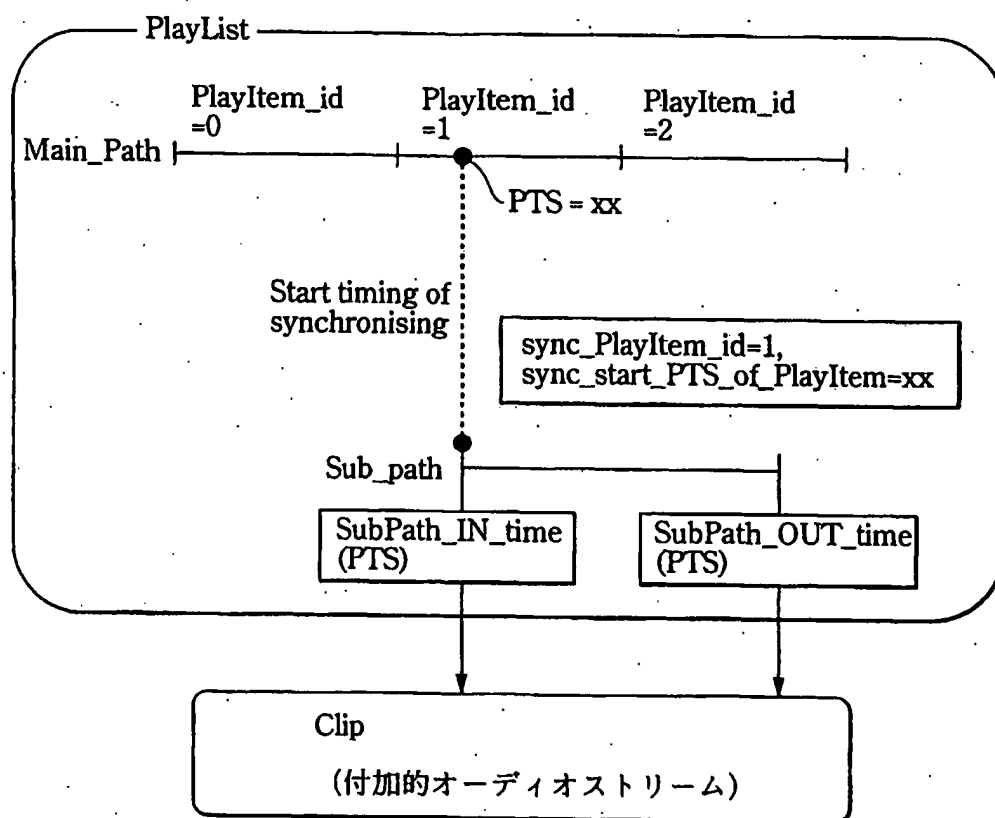 PlayList
PlayItem_id
=0
PlayItem_id
=1
PlayItem_id
=2
Main_Path
PTS = xx
Start timing of
synchronising
sync_PlayItem_id=1,
sync_start_PTS_of_PlayItem=xx
Sub_path
SubPath_IN_time
(PTS)
SubPath_OUT_time
(PTS)
Clip
(付加的オーディオストリーム)